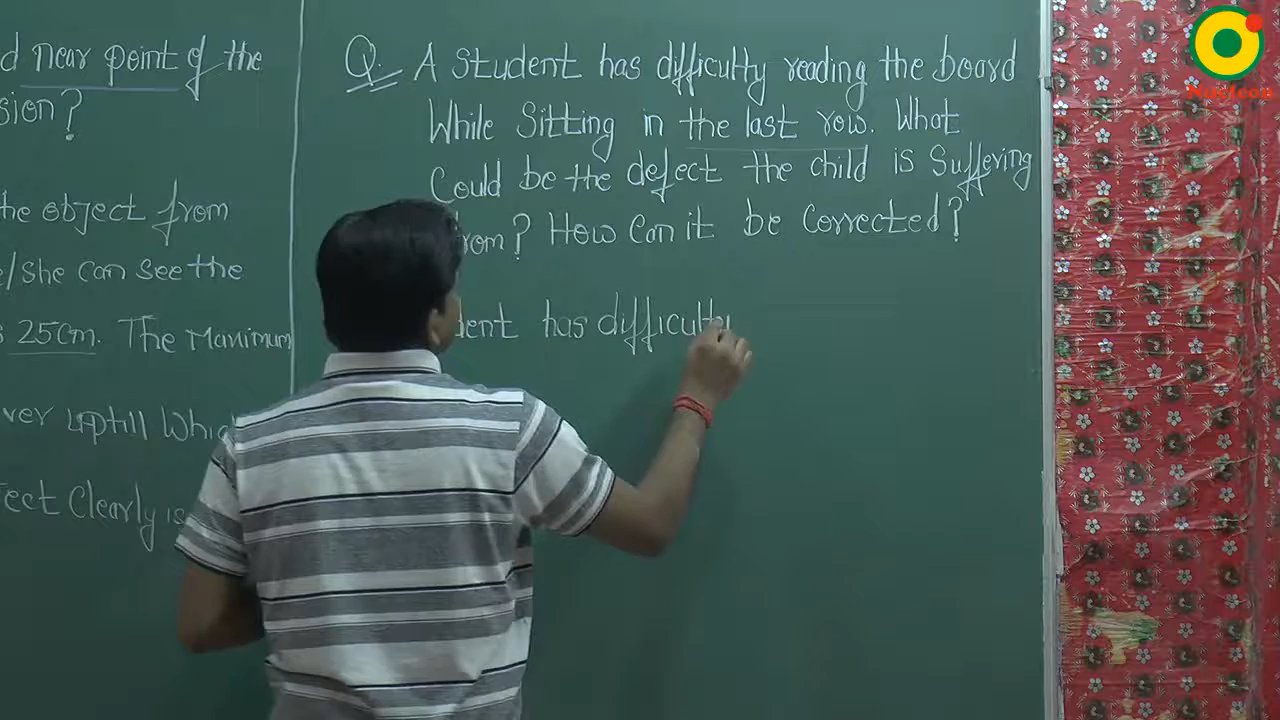 d near point of the
sion?
he object from
e/she can see the
s 25cm. The Maximum
ver uptill Whic
ect Clearly is
Q. A Student has difficulty reading the board
While Sitting in the last row. What
Could be the defect the child is Suffering
rom? How Can it be Corrected?
dent has difficulty
Nucleon